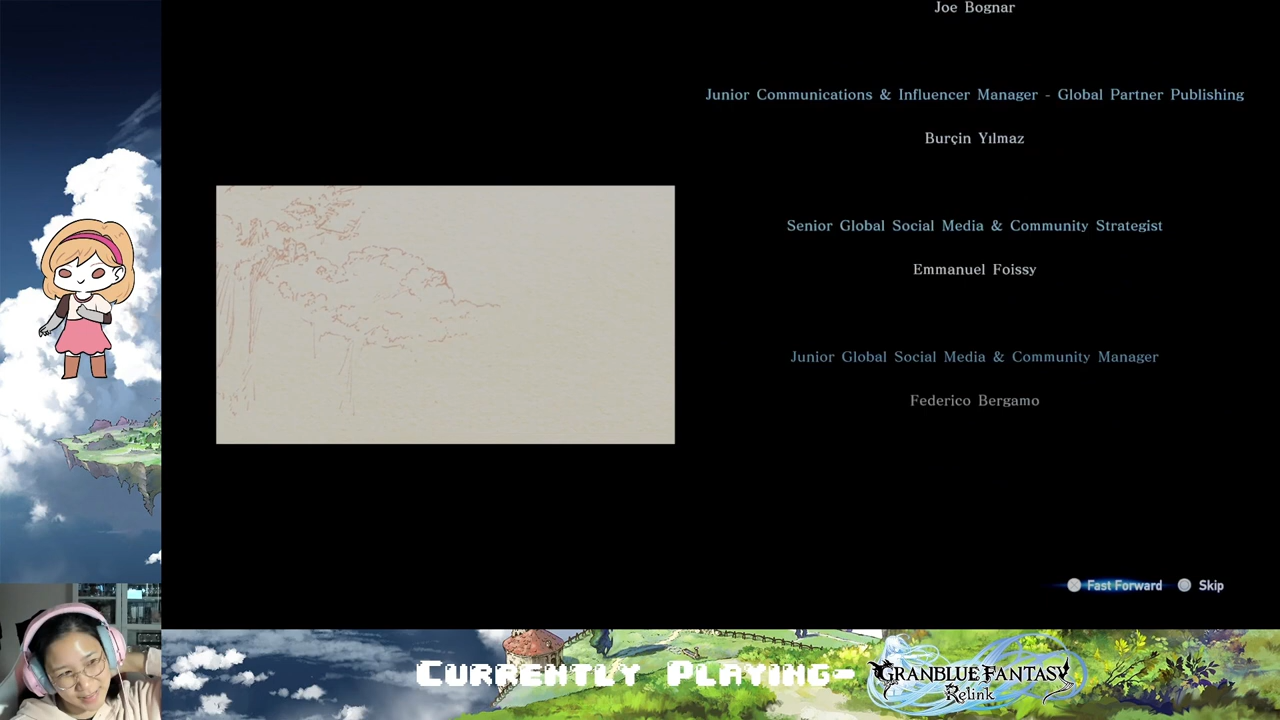 Joe Bognar
Junior Communications & Influencer Manager - Global Partner Publishing
Burçin Yılmaz
Senior Global Social Media & Community Strategist
Emmanuel Foissy
Junior Global Social Media & Community Manager
Federico Bergamo
Fast Forward Skip
Currently Playing-
GRANBLUE FANTASY
Relink